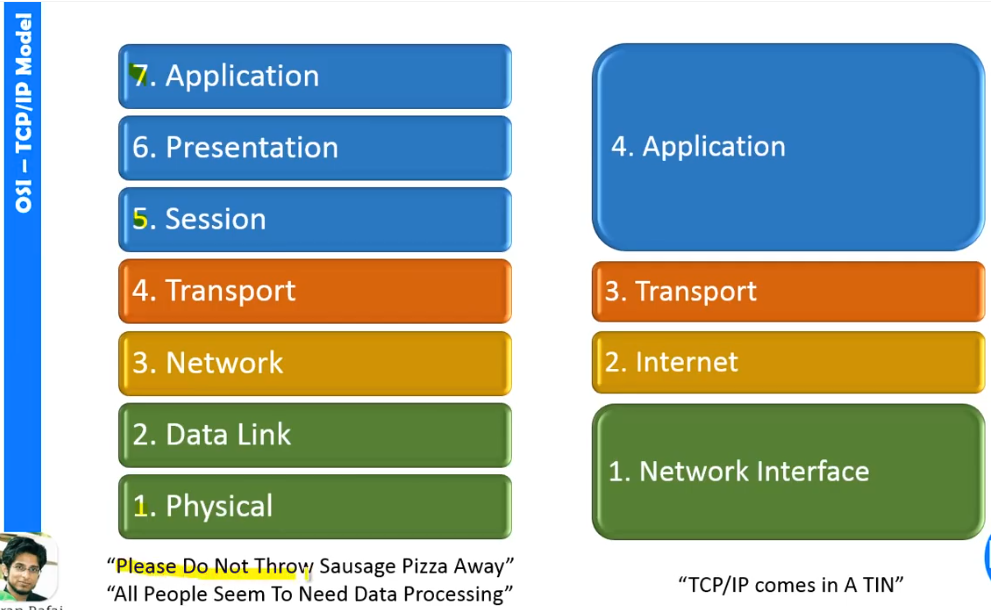 OSI – TCP/IP Model
7. Application
6. Presentation
5. Session
4. Transport
3. Network
2. Data Link
1. Physical
"Please Do Not Throw Sausage Pizza Away"
"All People Seem To Need Data Processing"
4. Application
3. Transport
2. Internet
1. Network Interface
"TCP/IP comes in A TIN"